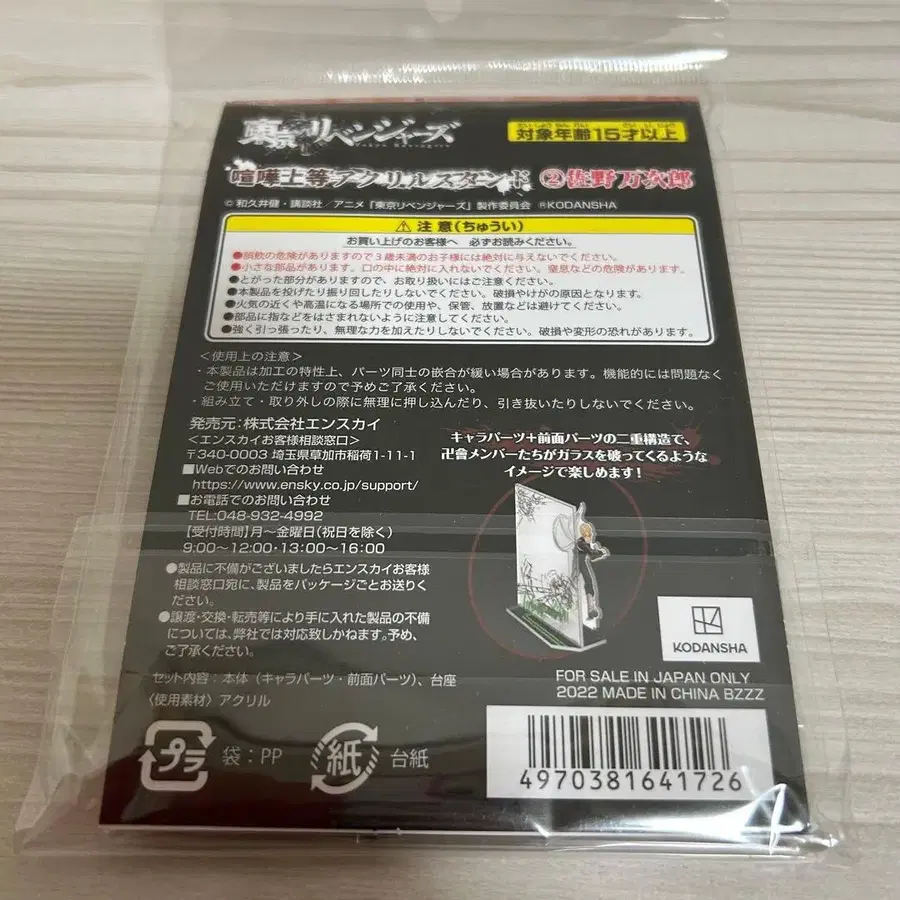 東京リベンジャーズ
対象年齢15才以上
喧嘩上等アクリルスタンド ②佐野万次郎
© 和久井健・講談社／アニメ「東京リベンジャーズ」製作委員会 ®KODANSHA
注意(ちゅうい)
お買い上げのお客様へ 必ずお読みください。
●誤飲の危険がありますので３歳未満のお子様には絶対に与えないでください。
●小さな部品があります。口の中に絶対に入れないでください。窒息などの危険があります。
●とがった部分がありますので、お取り扱いにはご注意ください。
●本製品を投げたり振り回したりしないでください。破損やけがの原因となります。
●火気の近くや高温になる場所での使用や、保管、放置などは避けてください。
●部品に指などをはさまれないように注意してください。
●強く引っ張ったり、無理な力を加えたりしないでください。破損や変形の恐れがあります。
＜使用上の注意＞
・本製品は加工の特性上、パーツ同士の嵌合が緩い場合があります。機能的には問題なく
ご使用いただけますので予めご了承ください。
・組み立て・取り外しの際に無理に押し込んだり、引き抜いたりしないでください。
発売元：株式会社エンスカイ
＜エンスカイお客様相談窓口＞
〒340-0003 埼玉県草加市稲荷1-11-1
■Webでのお問い合わせ
https://www.ensky.co.jp/support/
■お電話でのお問い合わせ
TEL:048-932-4992
【受付時間】月～金曜日(祝日を除く)
9:00～12:00・13:00～16:00
●製品に不備がございましたらエンスカイお客様
相談窓口宛に、製品をパッケージごとお送りく
ださい。
●譲渡・交換・転売等により手に入れた製品の不備
については、弊社では対応致しかねます。予め、
ご了承ください。
キャラパーツ＋前面パーツの二重構造で、
卍會メンバーたちがガラスを破ってくるような
イメージで楽しめます！
KODANSHA
セット内容：本体（キャラパーツ・前面パーツ）、台座
〈使用素材〉アクリル
FOR SALE IN JAPAN ONLY
2022 MADE IN CHINA BZZZ
プラ 袋：PP 紙 台紙
4970381641726